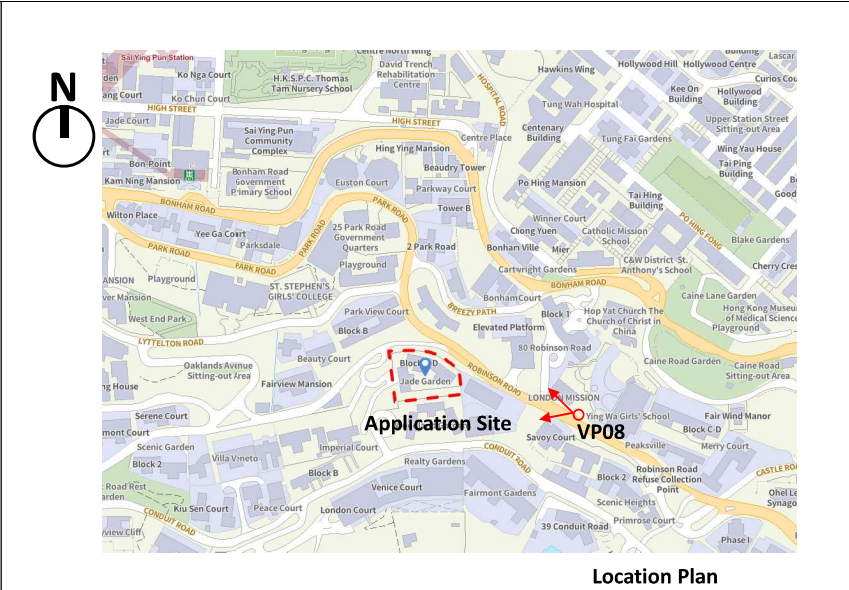 N
Sai Ying Pun Station
Ko Nga Court
ang Court
Ko Chun Court
HIGH STREET
Jade Court
H.K.S.P.C. Thomas
Tam Nursery School
Centre North Wing
David Trench
Rehabilitation
Centre
HOSPITAL ROAD
Hawkins Wing
Hollywood Hill
Hollywood Centre
Building
Lascar
Curios Cou
Kee On
Building
Hollywood
Building
Tung Wah Hospital
Upper Station Street
Sitting-out Area
HIGH STREET
Centre Place
Centenary
Building
Tung Fai Gardens
Wing Yau House
Tai Ping
Building
Sai Ying Pun
Community
Complex
Hing Ying Mansion
Bon-Point
Kam Ning Mansion
Bonham Road
Government
Primary School
Beaudry Tower
Euston Court
Parkway Court
Po Hing Mansion
Tai Hing
Building
Bo
Good
BONHAM ROAD
Wilton Place
PARK ROAD
Tower B
Winner Court
PO HING FONG
Yee Ga Court
Parksdale
PARK ROAD
25 Park Road
Government
Quarters
2 Park Road
Chong Yuen
Catholic Mission
School
Bonham Ville
Mier
Blake Gardens
PARK ROAD
PARK ROAD
Playground
Cartwright Gardens
C&W District St.
Anthony's School
Cherry Cres
ANSION
Playground
ver Mansion
ST. STEPHEN'S
GIRLS' COLLEGE
BONHAM ROAD
Bonham Court
Caine Lane Garden
West End Park
Park View Court
BREEZY PATH
Block 1
Hop Yat Church The
Church of Christ in
China
Hong Kong Museu
of Medical Science
Playground
Block B
Elevated Platform
LYTTELTON ROAD
80 Robinson Road
Oaklands Avenue
Sitting-out Area
Beauty Court
Jade Garden
ROBINSON ROAD
Caine Road Garden
Caine Road
Sitting-out Area
ng House
Fairview Mansion
LONDON MISSION
Serene Court
Application Site
VP08
Ying Wa Girls' School
Fair Wind Manor
mont Court
Savoy Court
Block C-D
Scenic Garden
Imperial Court
CONDUIT ROAD
Peaksville
Merry Court
Block 2
Villa Veneto
Realty Gardens
Block B
Block 2
Robinson Road
Refuse Collection
Point
CASTLE ROA
Road Rest
arden
Venice Court
Fairmont Gardens
Scenic Heights
Ohel Le
Synago
Kiu Sen Court
Peace Court
London Court
CONDUIT ROAD
39 Conduit Road
Primrose Court
yview Cliff
Phase I
Location Plan